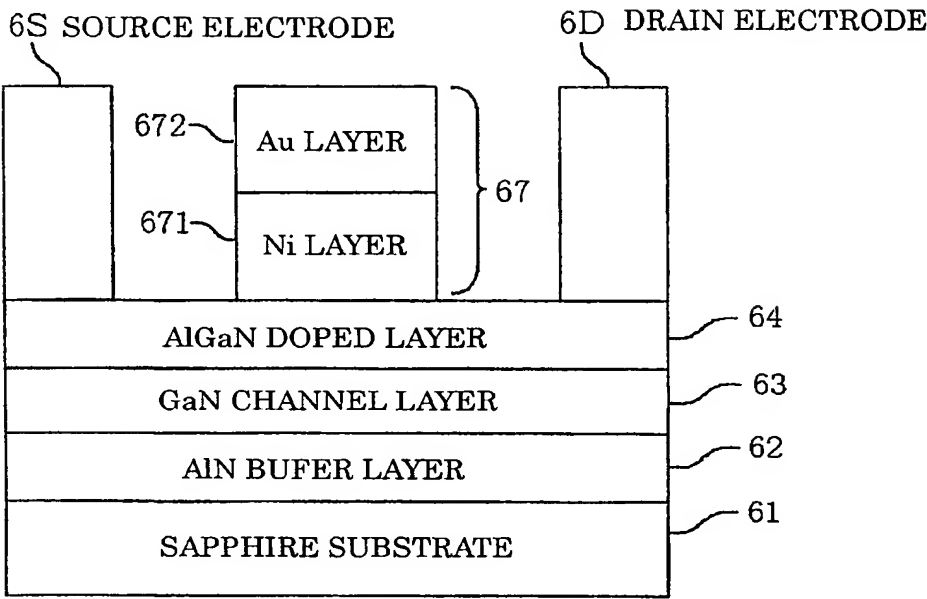 6S SOURCE ELECTRODE
6D DRAIN ELECTRODE
672
Au LAYER
67
671
Ni LAYER
AlGaN DOPED LAYER
64
GaN CHANNEL LAYER
63
AlN BUFER LAYER
62
SAPPHIRE SUBSTRATE
61